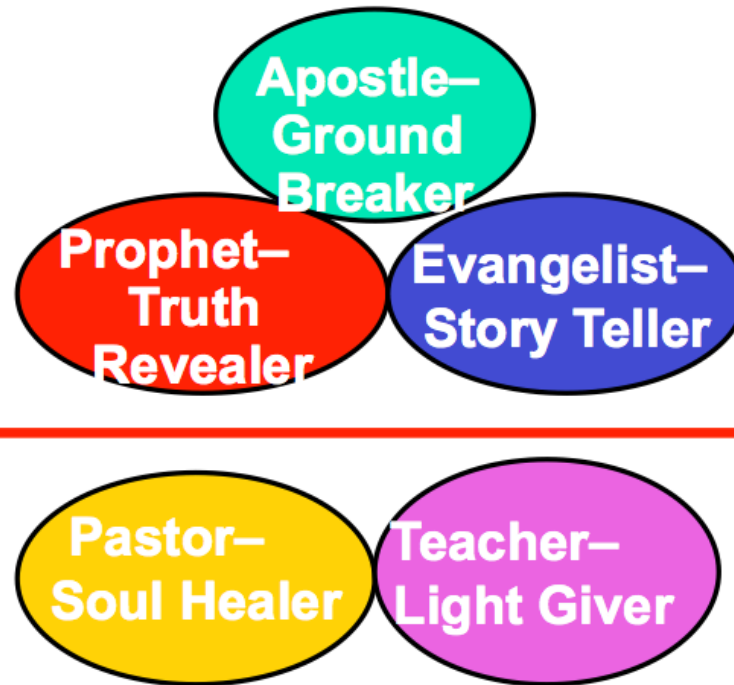 Apostle–
Ground
Breaker
Prophet–
Truth
Revealer
Evangelist–
Story Teller
Pastor–
Soul Healer
Teacher–
Light Giver